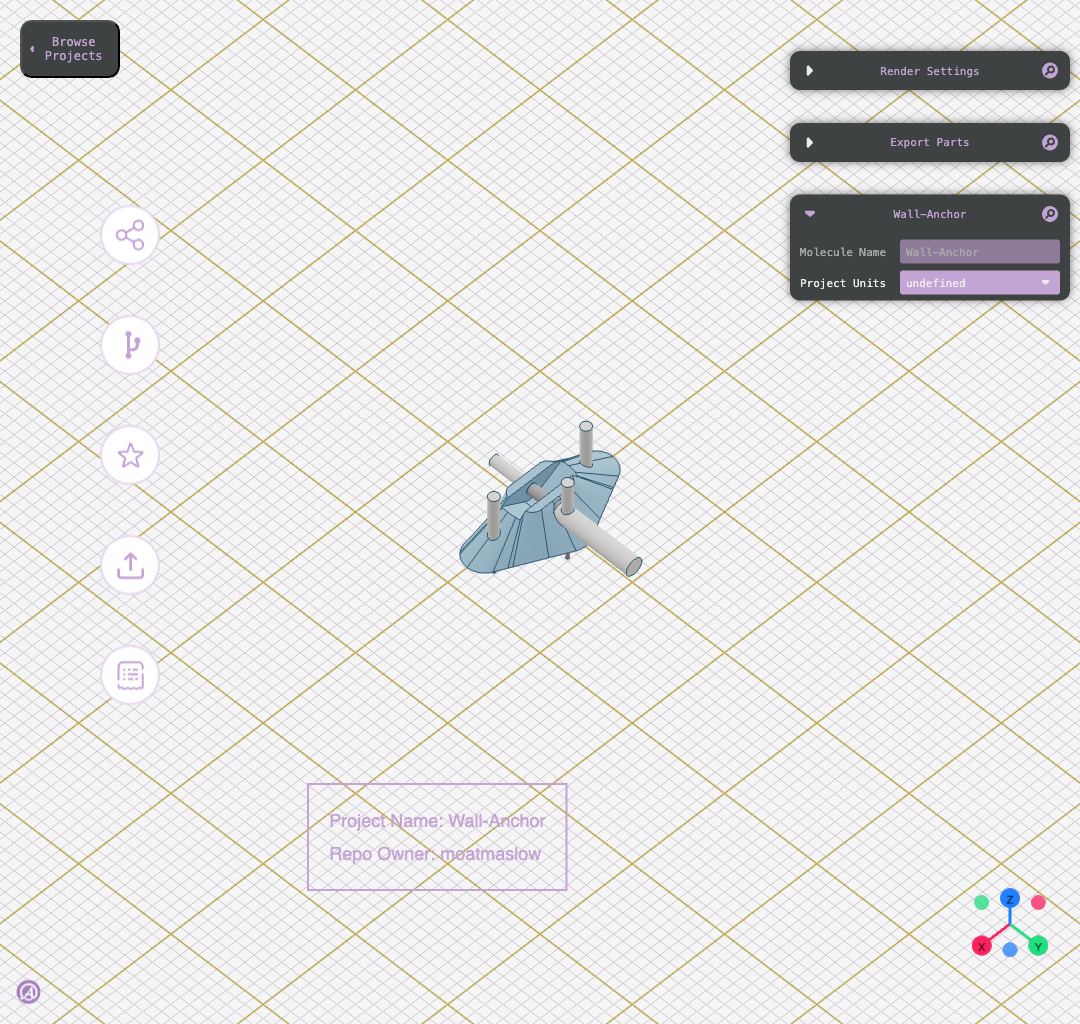 Browse
Projects
Render Settings
Export Parts
Wall-Anchor
Molecule Name Wall-Anchor
Project Units undefined
Project Name: Wall-Anchor
Repo Owner: moatmaslow
Z
X
Y